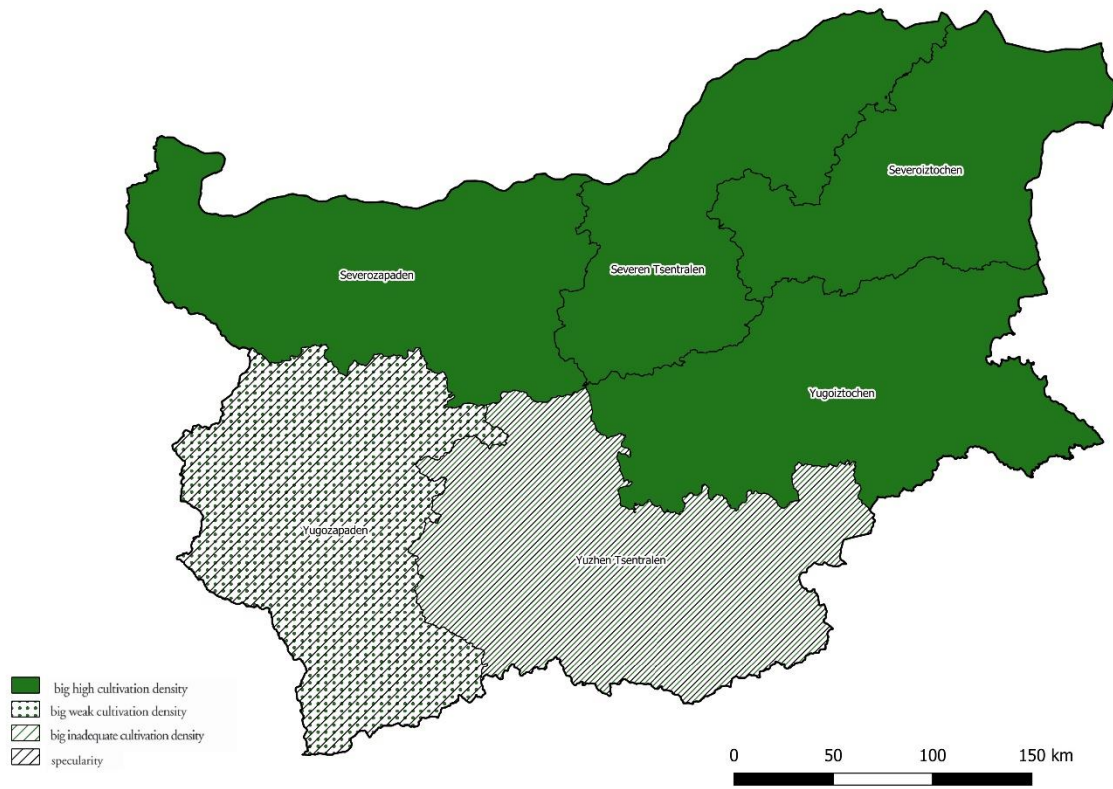 Severoiztochen
Severozapaden
Severen Tsentralen
Yugoiztochen
Yugozapaden
Yuzhen Tsentralen
big high cultivation density
big weak cultivation density
big inadequate cultivation density
specularity
0 50 100 150 km